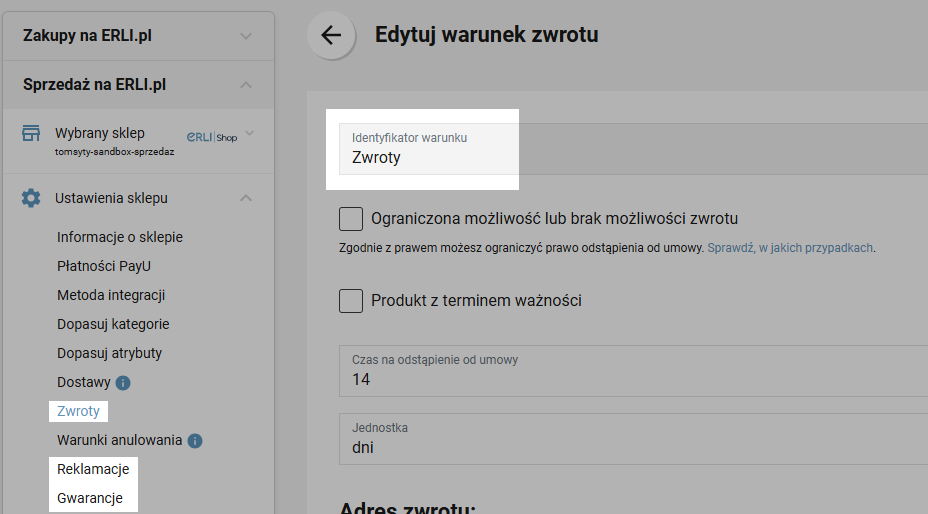 Zakupy na ERLI.pl
Sprzedaż na ERLI.pl
Wybrany sklep
ERLI Shop
tomsyty-sandbox-sprzedaz
Ustawienia sklepu
Informacje o sklepie
Płatności PayU
Metoda integracji
Dopasuj kategorie
Dopasuj atrybuty
Dostawy
Zwroty
Warunki anulowania
Reklamacje
Gwarancje
Edytuj warunek zwrotu
Identyfikator warunku
Zwroty
Ograniczona możliwość lub brak możliwości zwrotu
Zgodnie z prawem możesz ograniczyć prawo odstąpienia od umowy. Sprawdź, w jakich przypadkach.
Produkt z terminem ważności
Czas na odstąpienie od umowy
14
Jednostka
dni
Adres zwrotu: